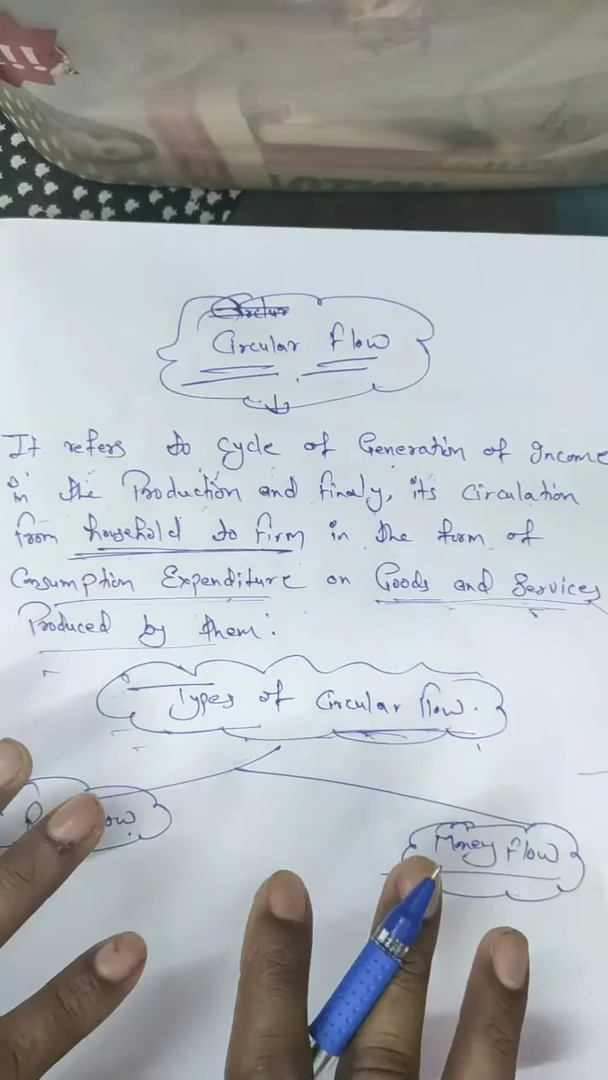 Circular Flow
It refers to Cycle of Generation of Income
in the Production and finaly, its circulation
from household to firm in the form of
Consumption Expenditure on Goods and Services
Produced by them.
Types of Circular flow.
Money Flow